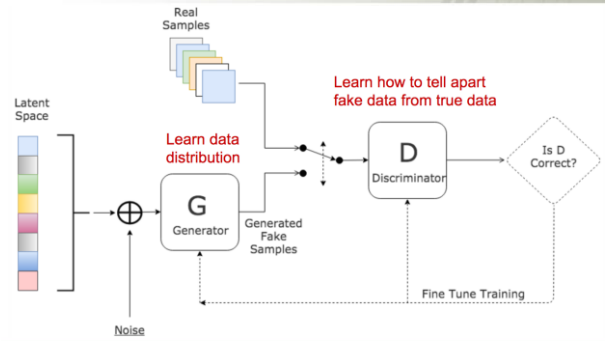 Real
Samples
Learn how to tell apart
fake data from true data
Latent
Space
Learn data
distribution
Is D
Correct?
D
Discriminator
G
Generator
Generated
Fake
Samples
Fine Tune Training
Noise